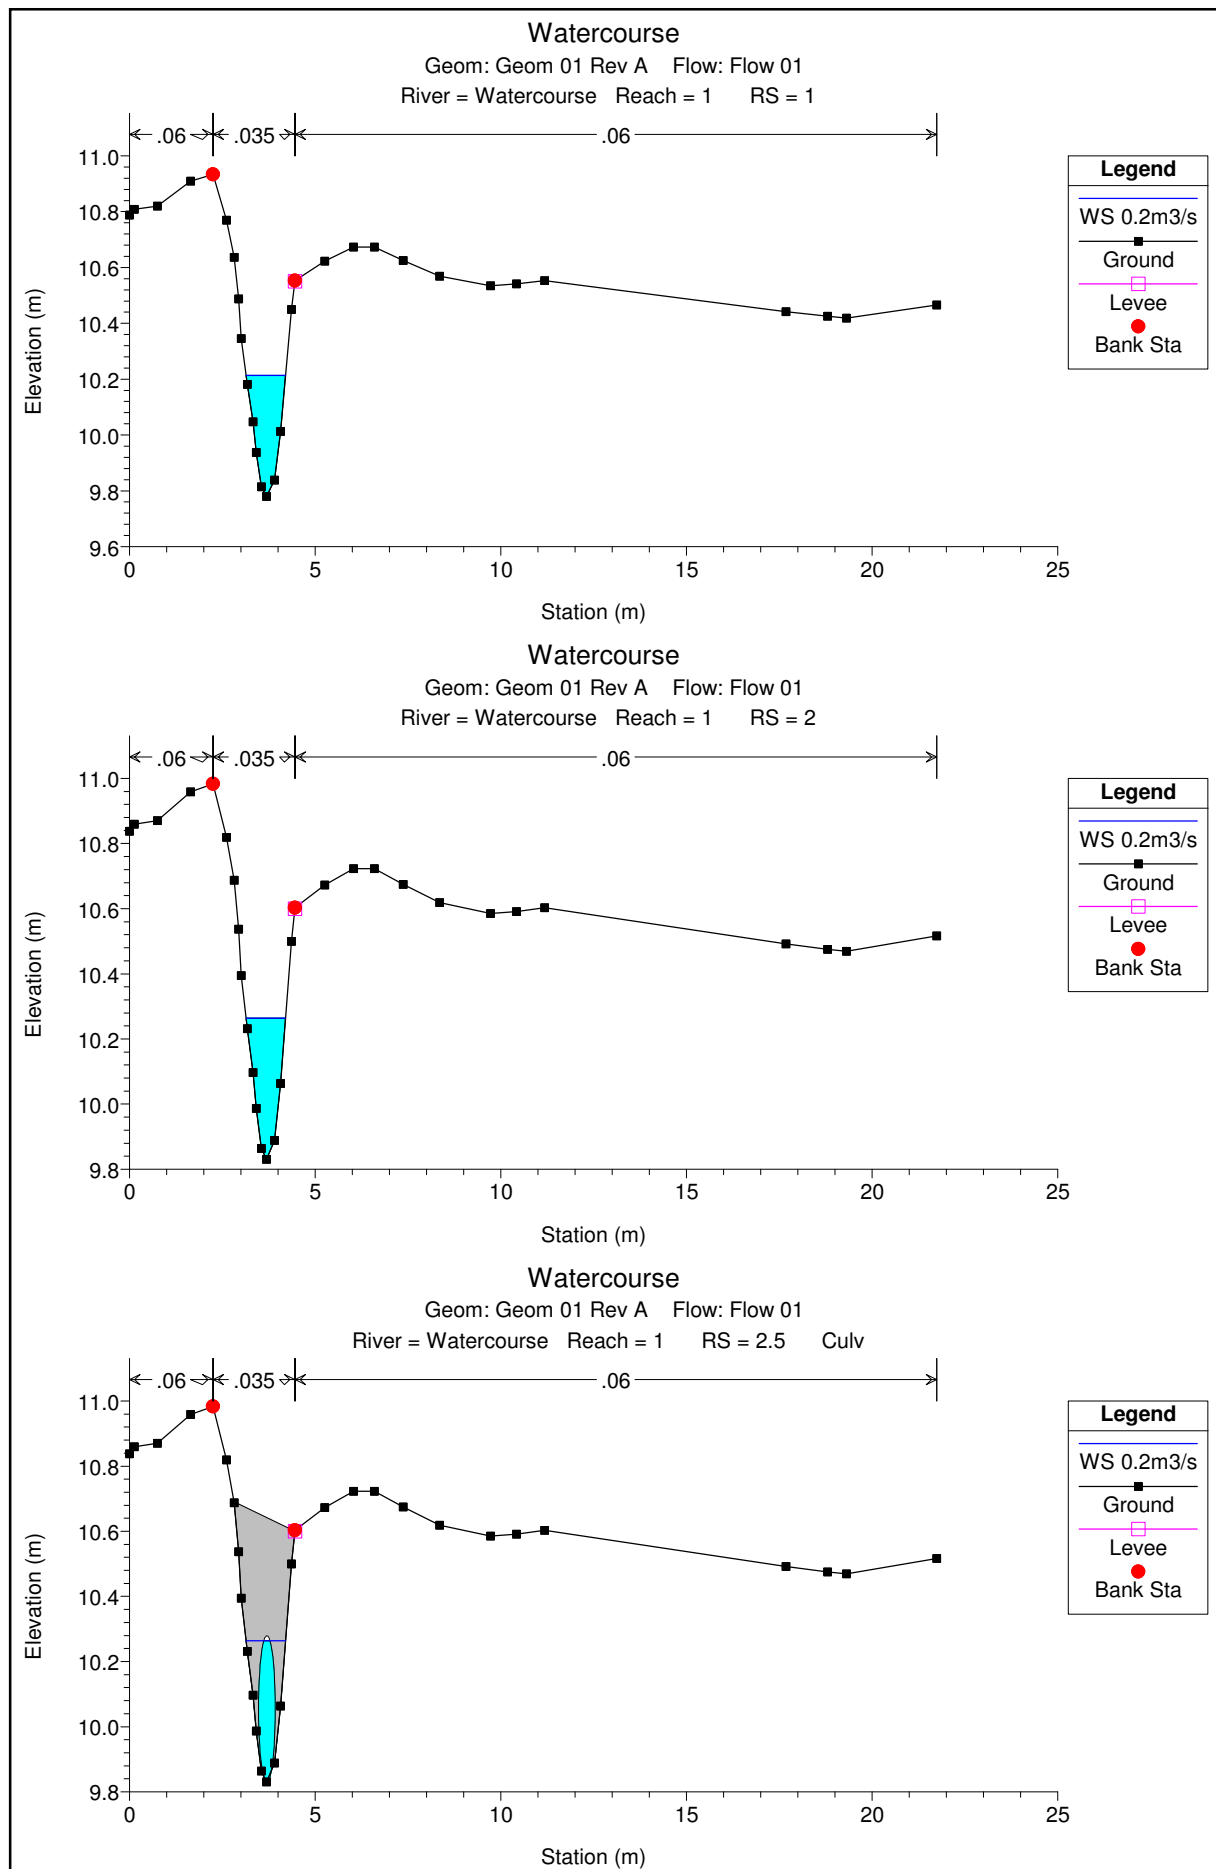 Watercourse
Geom: Geom 01 Rev A    Flow: Flow 01
River = Watercourse   Reach = 1      RS = 1
.06
.035
.06
11.0
10.8
10.6
10.4
10.2
10.0
9.8
9.6
Elevation (m)
0 5 10 15 20 25
Station (m)
Legend
WS 0.2m3/s
Ground
Levee
Bank Sta
Watercourse
Geom: Geom 01 Rev A    Flow: Flow 01
River = Watercourse   Reach = 1      RS = 2
.06
.035
.06
11.0
10.8
10.6
10.4
10.2
10.0
9.8
Elevation (m)
0 5 10 15 20 25
Station (m)
Legend
WS 0.2m3/s
Ground
Levee
Bank Sta
Watercourse
Geom: Geom 01 Rev A    Flow: Flow 01
River = Watercourse   Reach = 1      RS = 2.5      Culv
.06
.035
.06
11.0
10.8
10.6
10.4
10.2
10.0
9.8
Elevation (m)
0 5 10 15 20 25
Station (m)
Legend
WS 0.2m3/s
Ground
Levee
Bank Sta